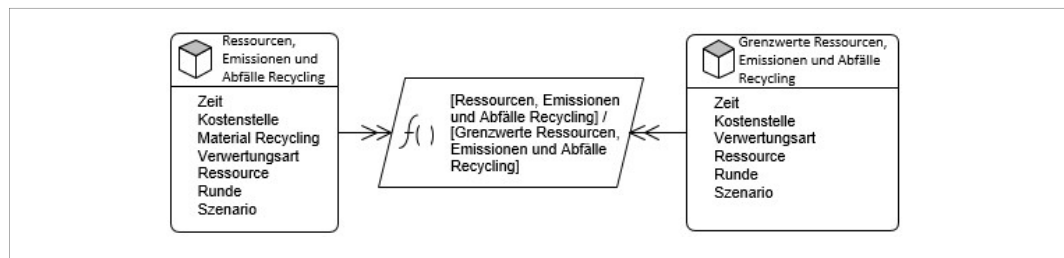 Ressourcen,
Emissionen und
Abfälle Recycling
Zeit
Kostenstelle
Material Recycling
Verwertungsart
Ressource
Runde
Szenario
f()
[Ressourcen, Emissionen
und Abfälle Recycling] /
[Grenzwerte Ressourcen,
Emissionen und Abfälle
Recycling]
Grenzwerte Ressourcen,
Emissionen und Abfälle
Recycling
Zeit
Kostenstelle
Verwertungsart
Ressource
Runde
Szenario